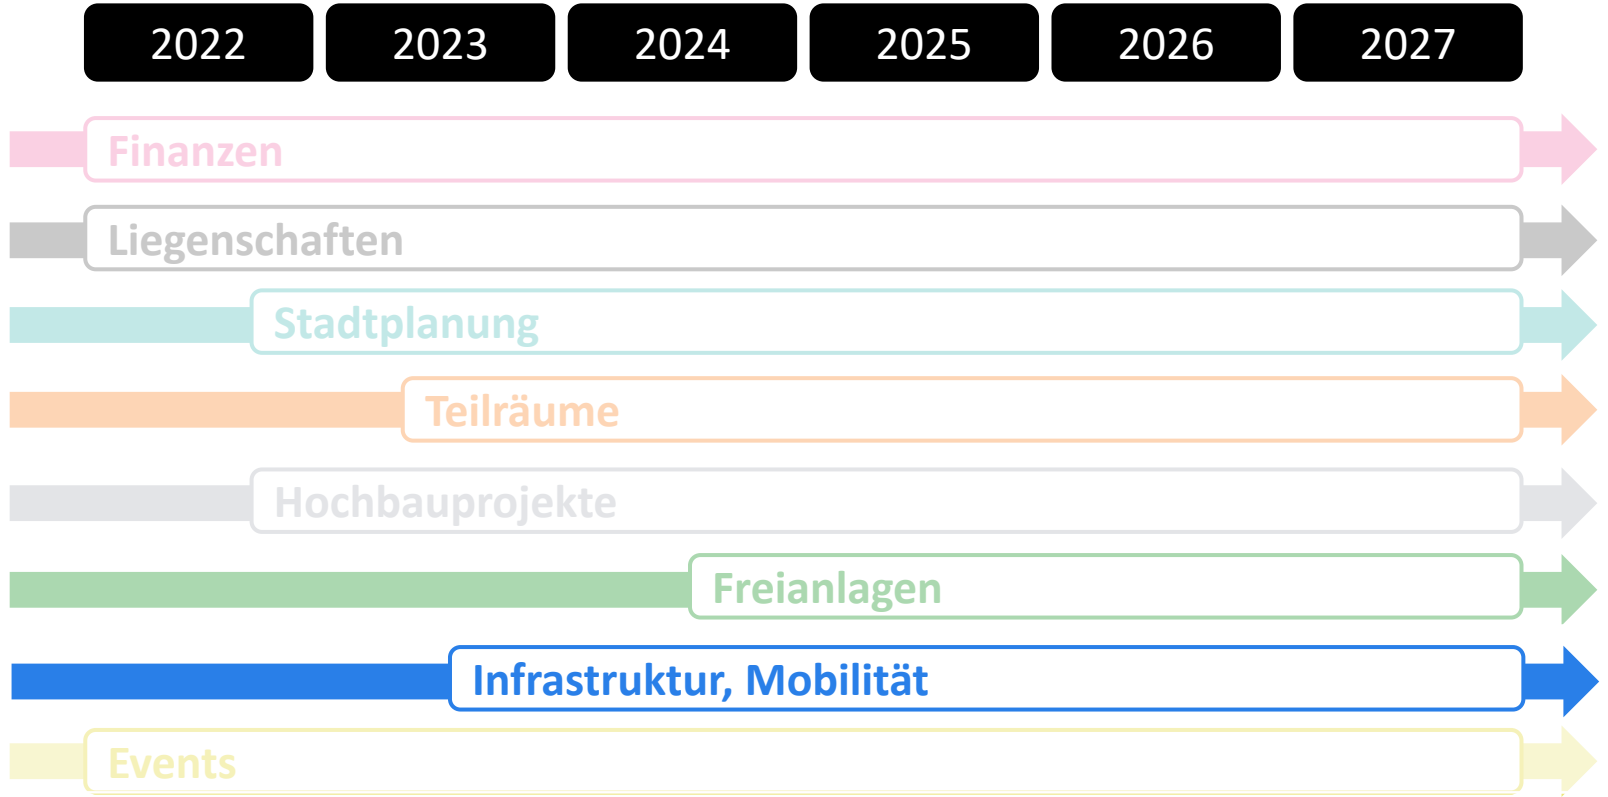 2022 2023 2024 2025 2026 2027
Finanzen
Liegenschaften
Stadtplanung
Teilräume
Hochbauprojekte
Freianlagen
Infrastruktur, Mobilität
Events